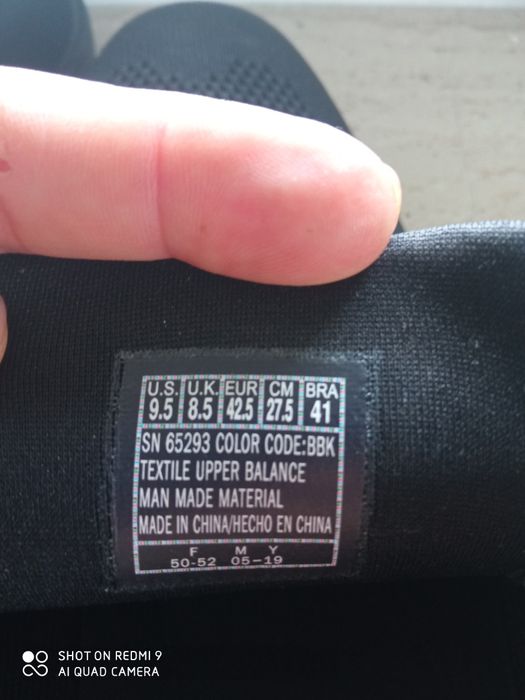 U.S. U.K. EUR CM BRA
9.5 8.5 42.5 27.5 41
SN 65293 COLOR CODE:BBK
TEXTILE UPPER BALANCE
MAN MADE MATERIAL
MADE IN CHINA/HECHO EN CHINA
F M Y
50-52 05-19
SHOT ON REDMI 9
AI QUAD CAMERA